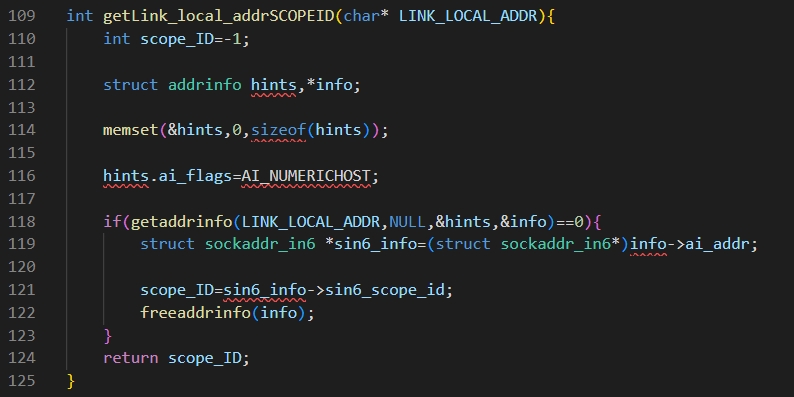 109 int getLink_local_addrSCOPEID(char* LINK_LOCAL_ADDR){
110     int scope_ID=-1;
111
112     struct addrinfo hints,*info;
113
114     memset(&hints,0,sizeof(hints));
115
116     hints.ai_flags=AI_NUMERICHOST;
117
118     if(getaddrinfo(LINK_LOCAL_ADDR,NULL,&hints,&info)==0){
119         struct sockaddr_in6 *sin6_info=(struct sockaddr_in6*)info->ai_addr;
120
121         scope_ID=sin6_info->sin6_scope_id;
122         freeaddrinfo(info);
123     }
124     return scope_ID;
125 }